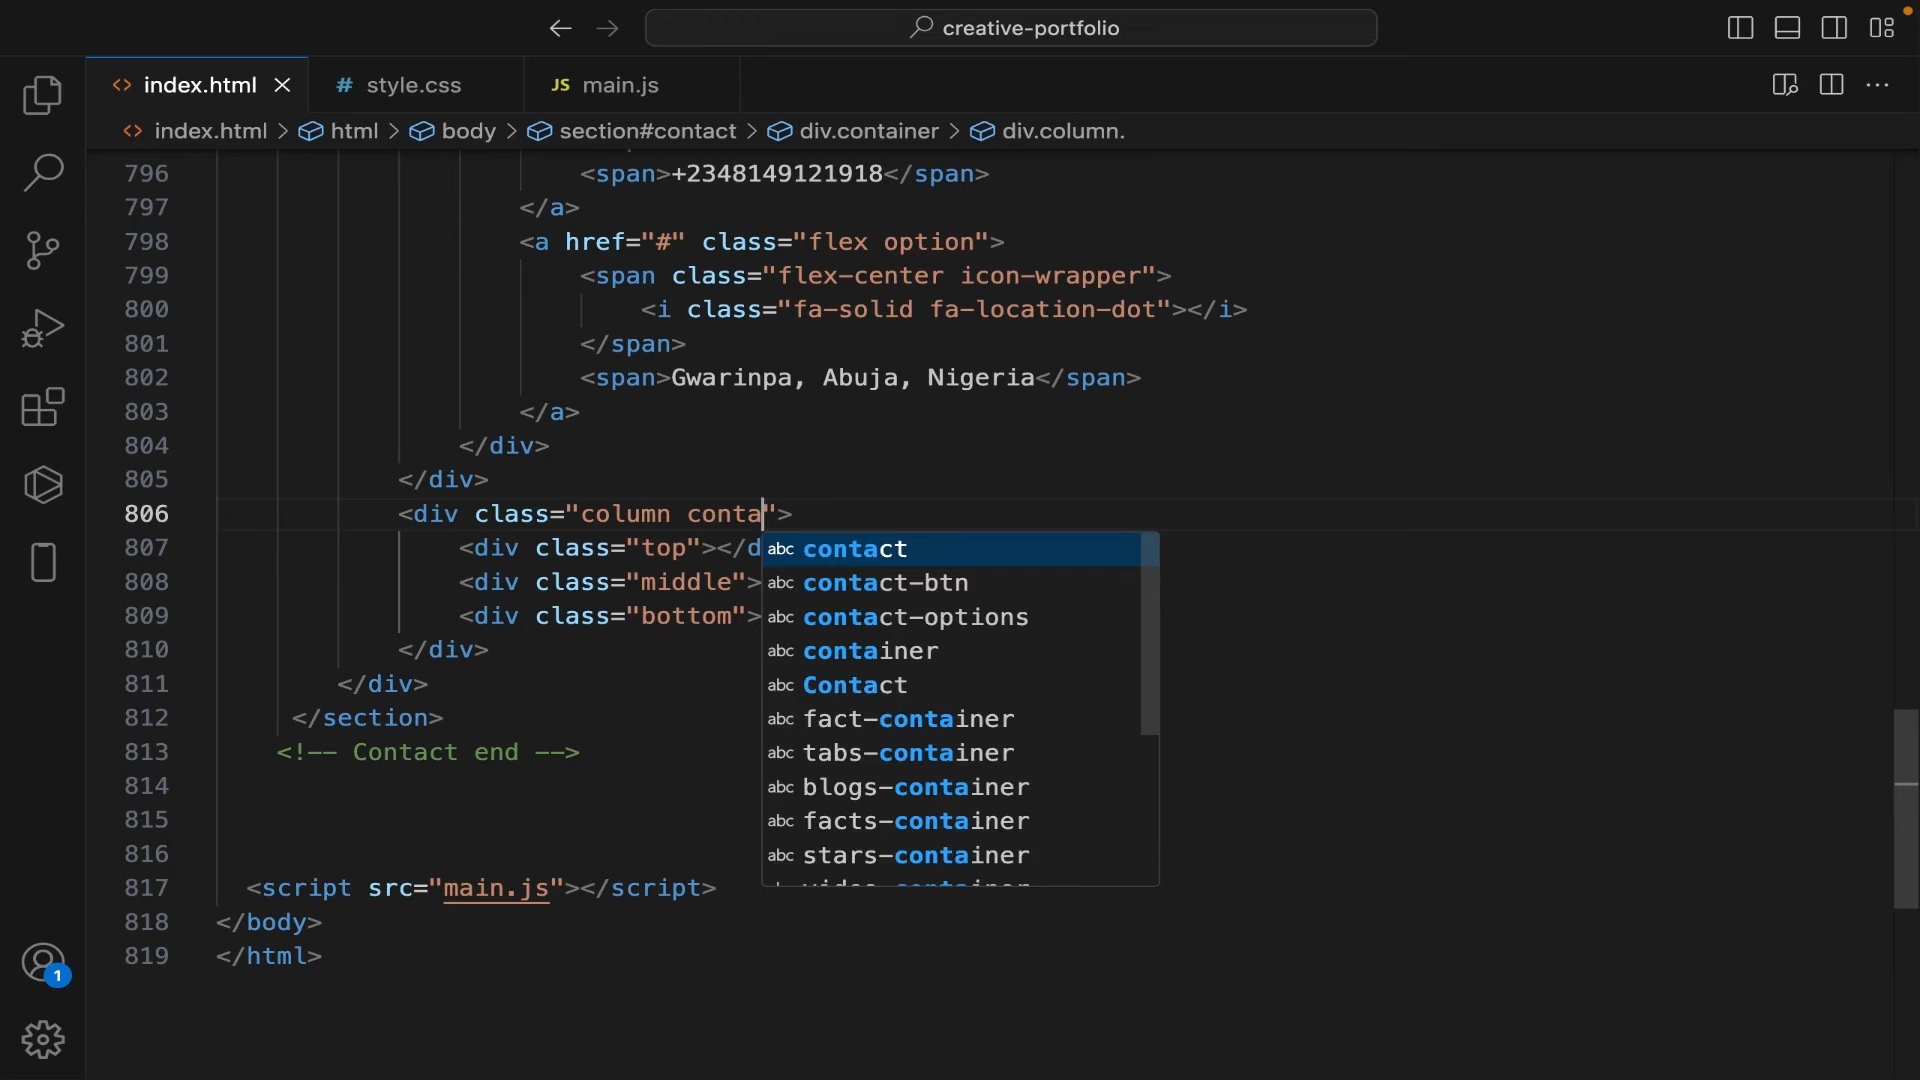 creative-portfolio
index.html
# style.css
JS main.js
<> index.html > html > body > section#contact > div.container > div.column.
796 <span>+2348149121918</span>
797 </a>
798 <a href="#" class="flex option">
799 <span class="flex-center icon-wrapper">
800 <i class="fa-solid fa-location-dot"></i>
801 </span>
802 <span>Gwarinpa, Abuja, Nigeria</span>
803 </a>
804 </div>
805 </div>
806 <div class="column conta">
807 <div class="top"></d
abc contact
808 <div class="middle">
abc contact-btn
809 <div class="bottom">
abc contact-options
810 </div>
abc container
811 </div>
abc Contact
812 </section>
abc fact-container
813 <!-- Contact end -->
abc tabs-container
814
abc blogs-container
815
abc facts-container
816
abc stars-container
817 <script src="main.js"></script>
818 </body>
819 </html>
1